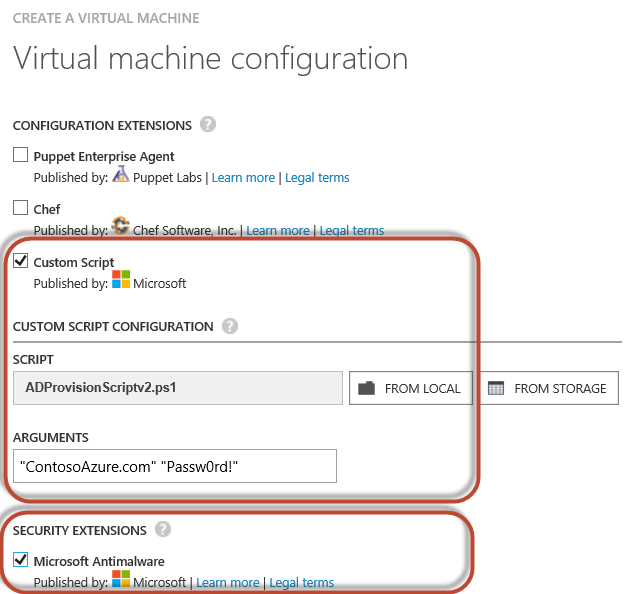 CREATE A VIRTUAL MACHINE
Virtual machine configuration
CONFIGURATION EXTENSIONS ?
Puppet Enterprise Agent
Published by: Puppet Labs | Learn more | Legal terms
Chef
Published by: Chef Software, Inc. | Learn more | Legal terms
Custom Script
Published by: Microsoft
CUSTOM SCRIPT CONFIGURATION ?
SCRIPT
ADProvisionScriptv2.ps1 FROM LOCAL FROM STORAGE
ARGUMENTS
"ContosoAzure.com" "Passw0rd!"
SECURITY EXTENSIONS ?
Microsoft Antimalware
Published by: Microsoft | Learn more | Legal terms